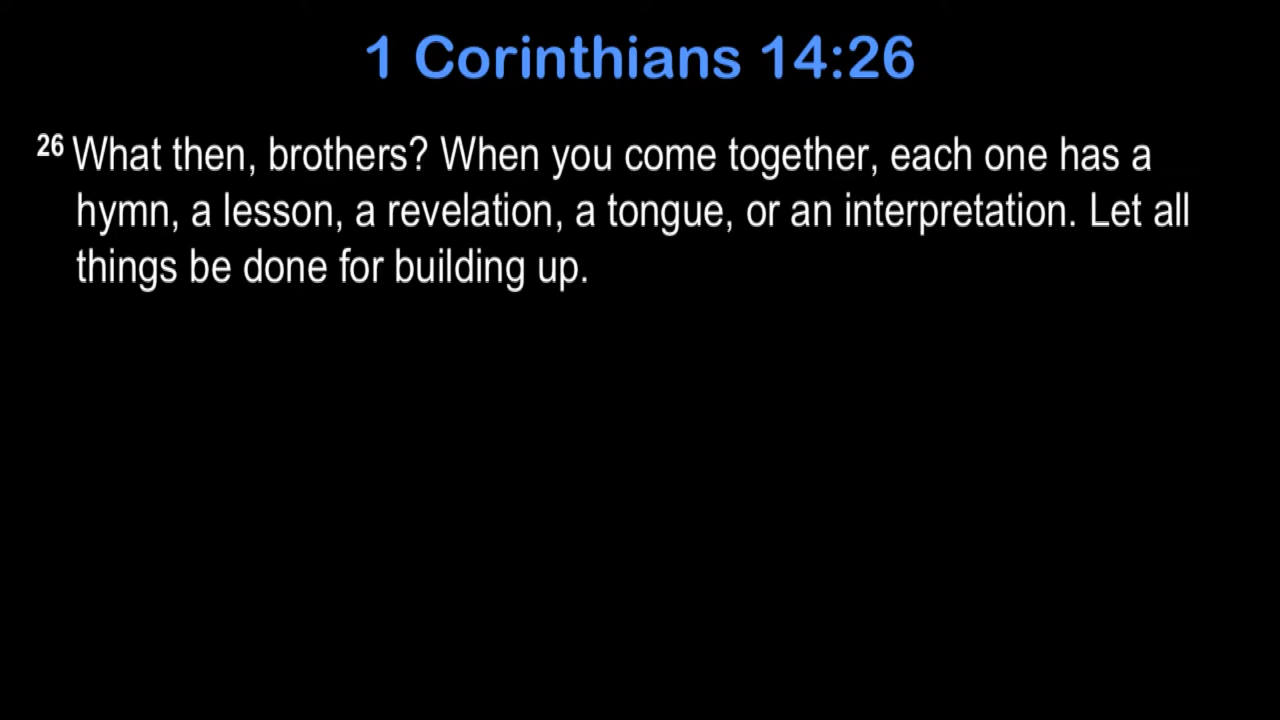 1 Corinthians 14:26
26 What then, brothers? When you come together, each one has a
hymn, a lesson, a revelation, a tongue, or an interpretation. Let all
things be done for building up.